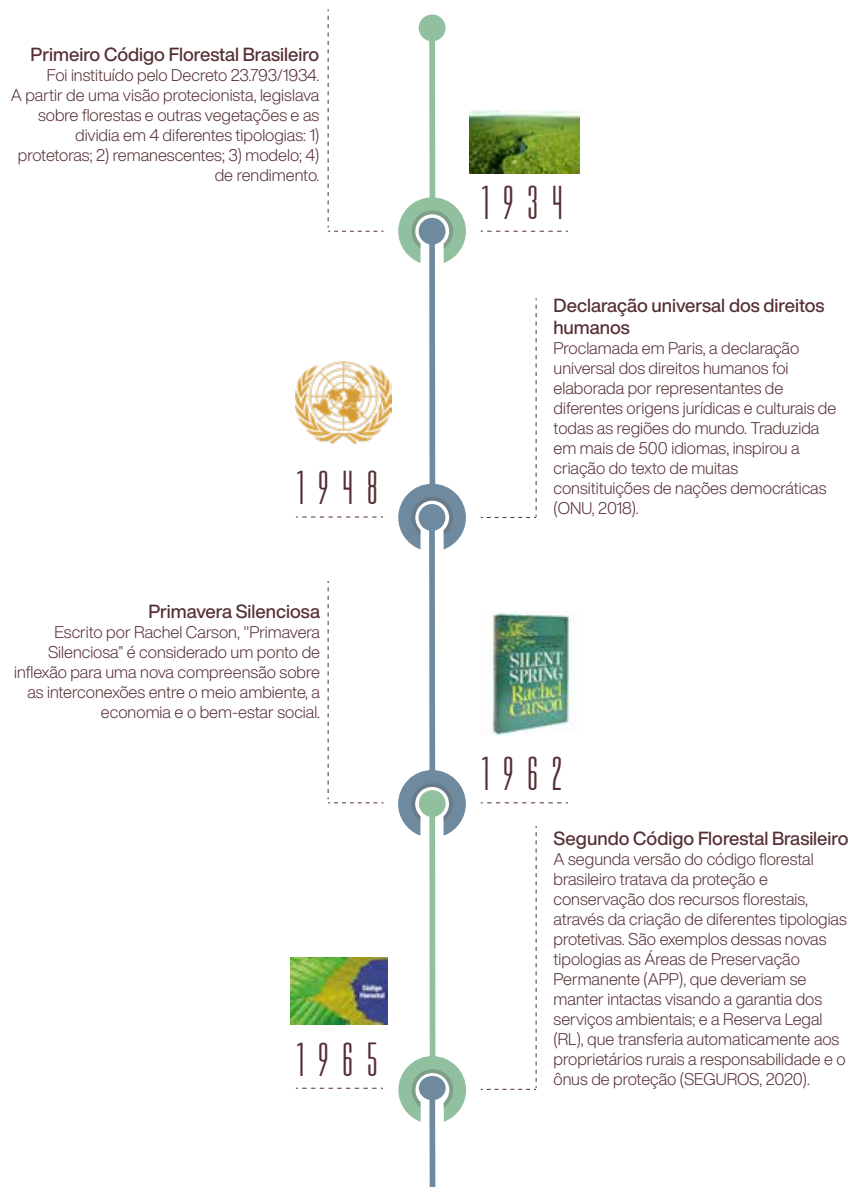 Primeiro Código Florestal Brasileiro
Foi instituído pelo Decreto 23.793/1934.
A partir de uma visão protecionista, legislava
sobre florestas e outras vegetações e as
dividia em 4 diferentes tipologias: 1)
protetoras; 2) remanescentes; 3) modelo; 4)
de rendimento.
1934
Declaração universal dos direitos
humanos
Proclamada em Paris, a declaração
universal dos direitos humanos foi
elaborada por representantes de
diferentes origens jurídicas e culturais de
todas as regiões do mundo. Traduzida
em mais de 500 idiomas, inspirou a
criação do texto de muitas
consitituições de nações democráticas
(ONU, 2018).
1948
Primavera Silenciosa
Escrito por Rachel Carson, "Primavera
Silenciosa" é considerado um ponto de
inflexão para uma nova compreensão sobre
as interconexões entre o meio ambiente, a
economia e o bem-estar social.
SILENT
SPRING
Rachel
Carson
1962
Segundo Código Florestal Brasileiro
A segunda versão do código florestal
brasileiro tratava da proteção e
conservação dos recursos florestais,
através da criação de diferentes tipologias
protetivas. São exemplos dessas novas
tipologias as Áreas de Preservação
Permanente (APP), que deveriam se
manter intactas visando a garantia dos
serviços ambientais; e a Reserva Legal
(RL), que transferia automaticamente aos
proprietários rurais a responsabilidade e o
ônus de proteção (SEGUROS, 2020).
Código
Florestal
1965